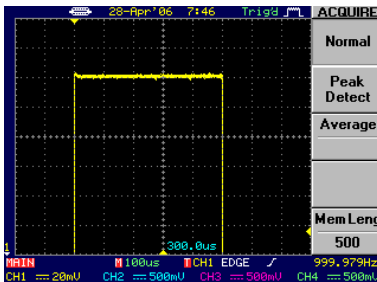 28-Apr'06 7:46 Trig'd ACQUIRE
Normal
Peak
Detect
Average
Mem Leng
500
300.0us
1
MAIN M 100us T CH1 EDGE 999.979Hz
CH1 20mV CH2 500mV CH3 500mV CH4 500mV